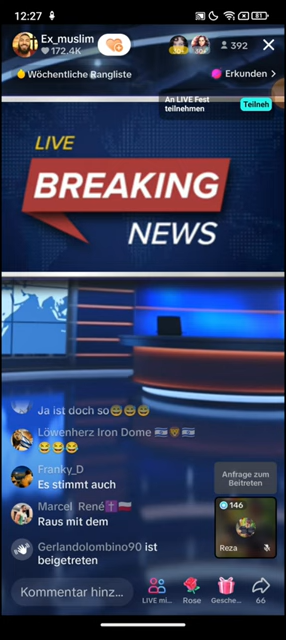 12:27
81
Ex_muslim
172.4K
392
Wöchentliche Rangliste
Erkunden
An LIVE Fest
teilnehmen
Teilneh
LIVE
BREAKING
NEWS
Ja ist doch so😅😅😅
Löwenherz Iron Dome 🇮🇱🦁🇮🇱
😂😂😂
Franky_D
Es stimmt auch
Marcel René✝️🇵🇱
Raus mit dem
Gerlandolombino90 ist
beigetreten
Anfrage zum
Beitreten
146
Reza
Kommentar hinz...
LIVE mi...
Rose
Gesche...
66